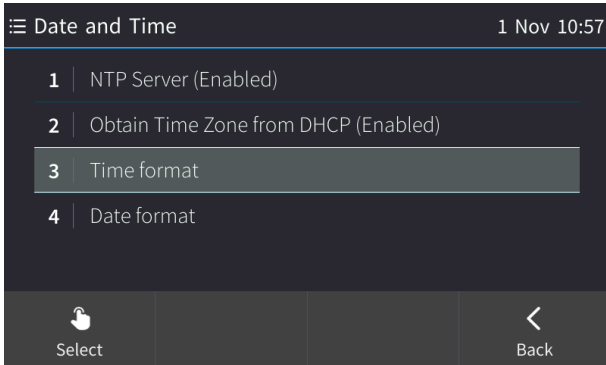 Date and Time 1 Nov 10:57
1 NTP Server (Enabled)
2 Obtain Time Zone from DHCP (Enabled)
3 Time format
4 Date format
Select Back